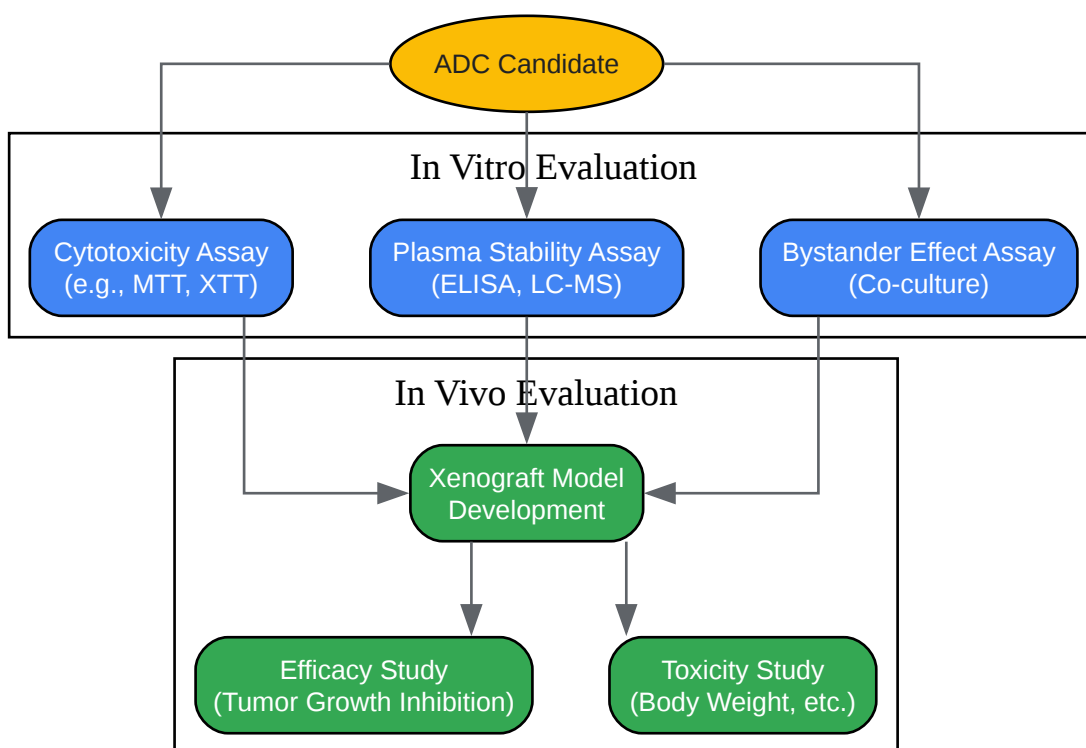 ADC Candidate
In Vitro Evaluation
Cytotoxicity Assay
(e.g., MTT, XTT)
Plasma Stability Assay
(ELISA, LC-MS)
Bystander Effect Assay
(Co-culture)
In Vivo Evaluation
Xenograft Model
Development
Efficacy Study
(Tumor Growth Inhibition)
Toxicity Study
(Body Weight, etc.)